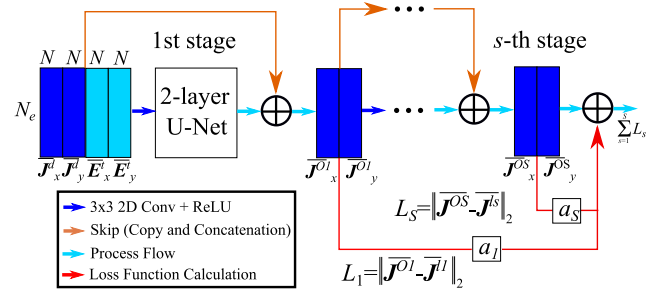 1st stage
s-th stage
N N N N
N_e
2-layer
U-Net
J̅^d_x J̅^d_y E̅^t_x E̅^t_y
J̅^{O1}_x J̅^{O1}_y
J̅^{OS}_x J̅^{OS}_y
∑_{s=1}^{S} L_s
L_S=‖J̅^{OS}-J̅^{ls}‖_2
a_S
a_1
L_1=‖J̅^{O1}-J̅^{l1}‖_2
3x3 2D Conv + ReLU
Skip (Copy and Concatenation)
Process Flow
Loss Function Calculation